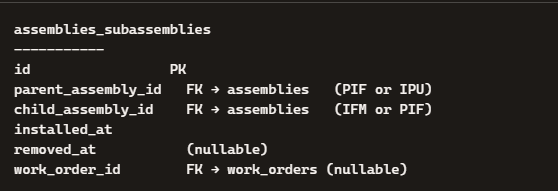 assemblies_subassemblies
———————————
id PK
parent_assembly_id FK → assemblies (PIF or IPU)
child_assembly_id FK → assemblies (IFM or PIF)
installed_at
removed_at (nullable)
work_order_id FK → work_orders (nullable)